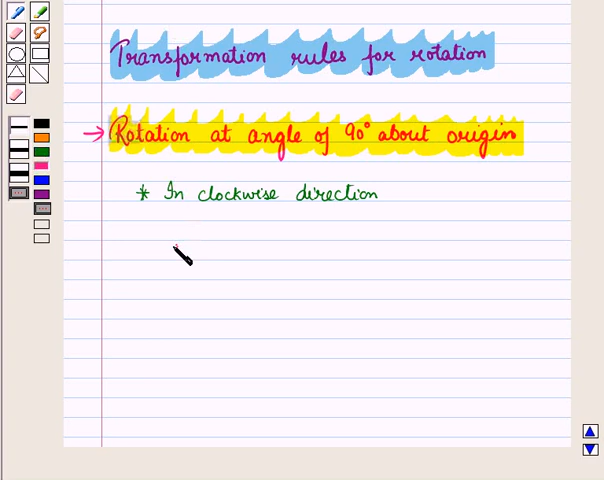 Transformation rules for rotation
→ Rotation at angle of 90° about origin
* In clockwise direction